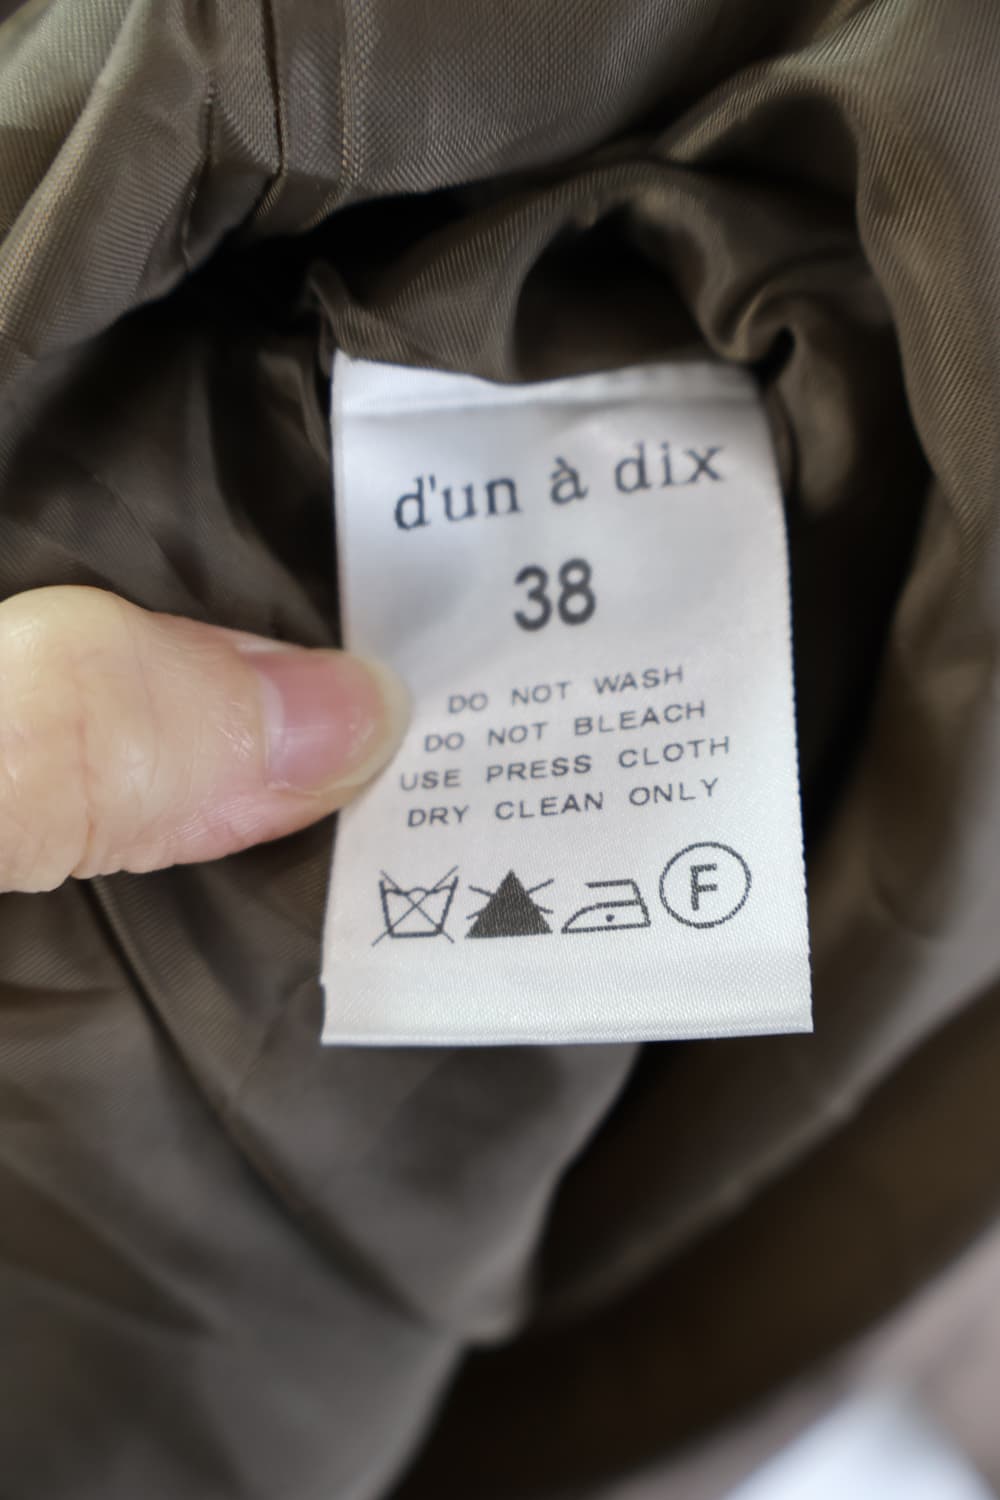 d'un à dix
38
DO NOT WASH
DO NOT BLEACH
USE PRESS CLOTH
DRY CLEAN ONLY
F